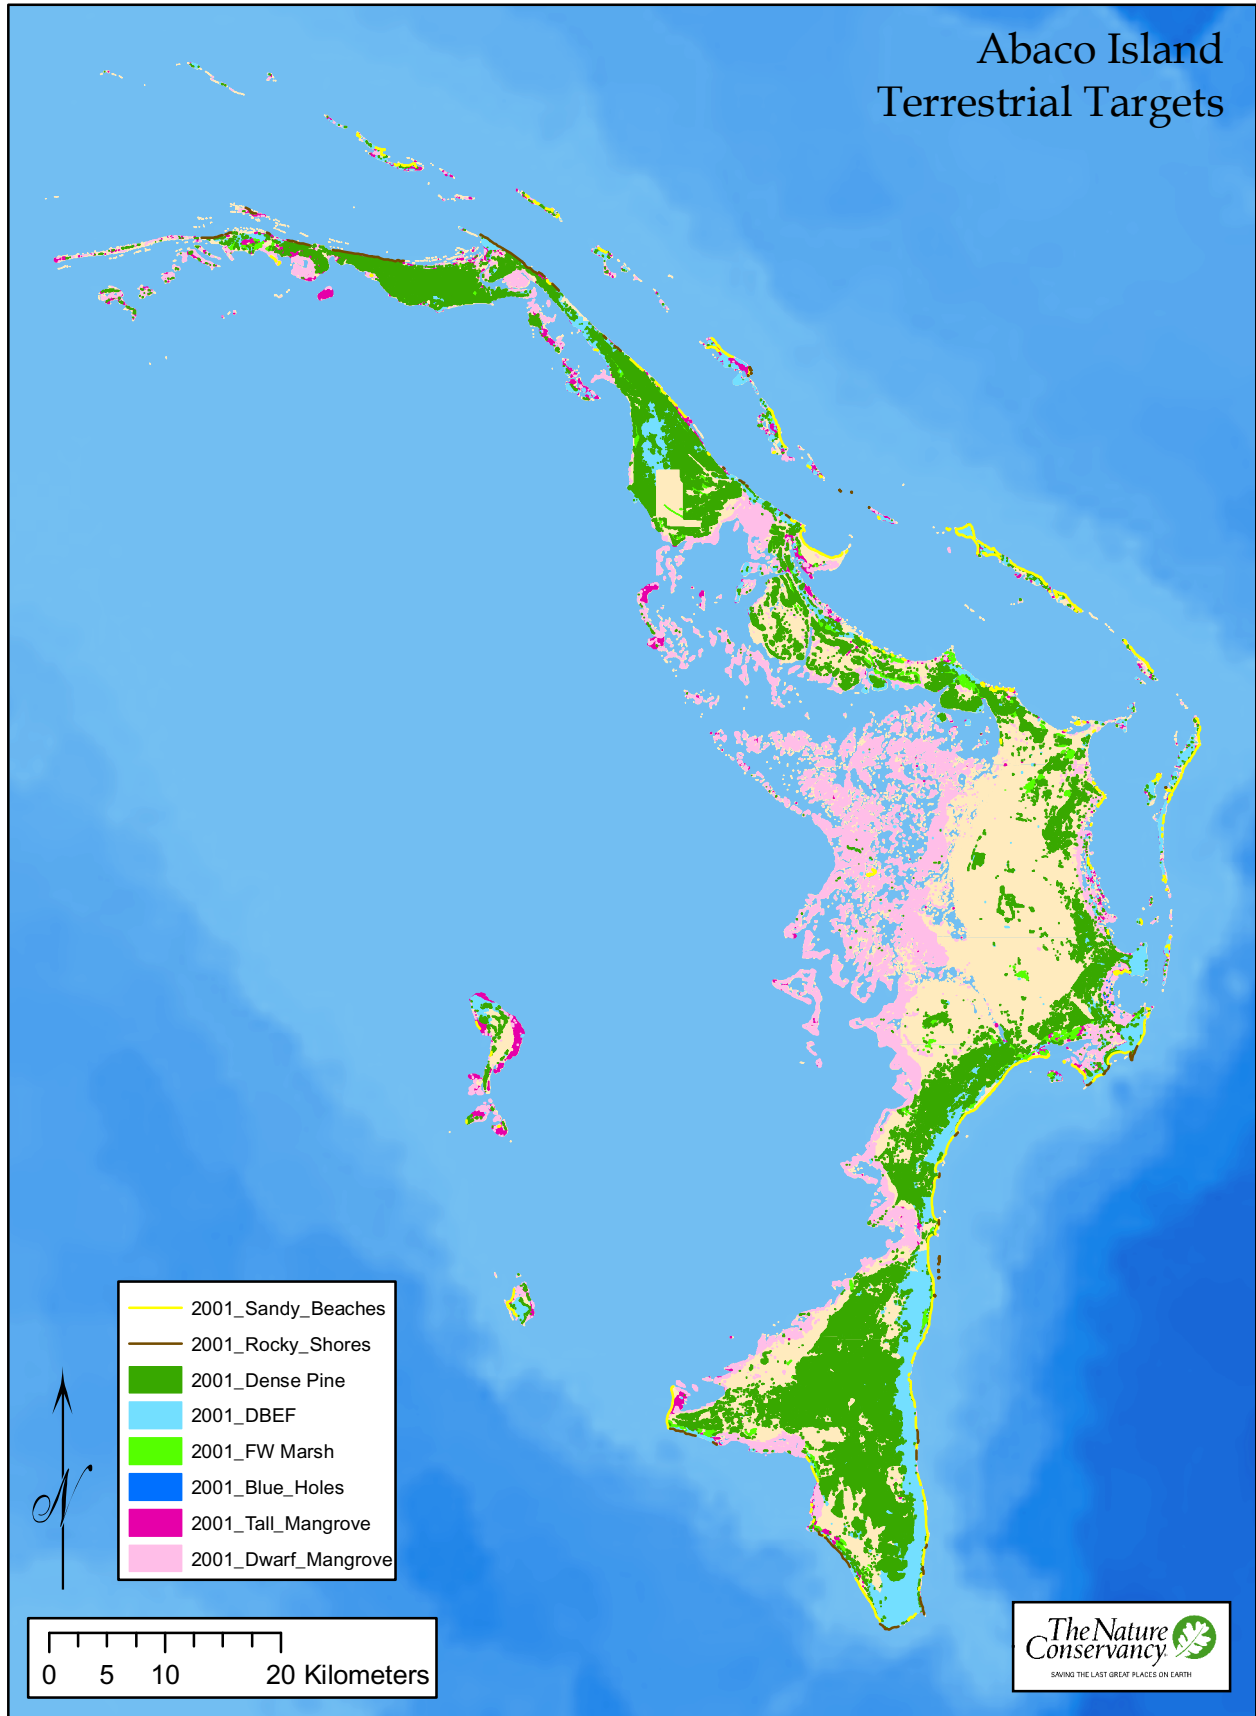 Abaco Island
Terrestrial Targets
2001_Sandy_Beaches
2001_Rocky_Shores
2001_Dense Pine
2001_DBEF
2001_FW Marsh
2001_Blue_Holes
2001_Tall_Mangrove
2001_Dwarf_Mangrove
N
0 5 10 20 Kilometers
The Nature
Conservancy
SAVING THE LAST GREAT PLACES ON EARTH